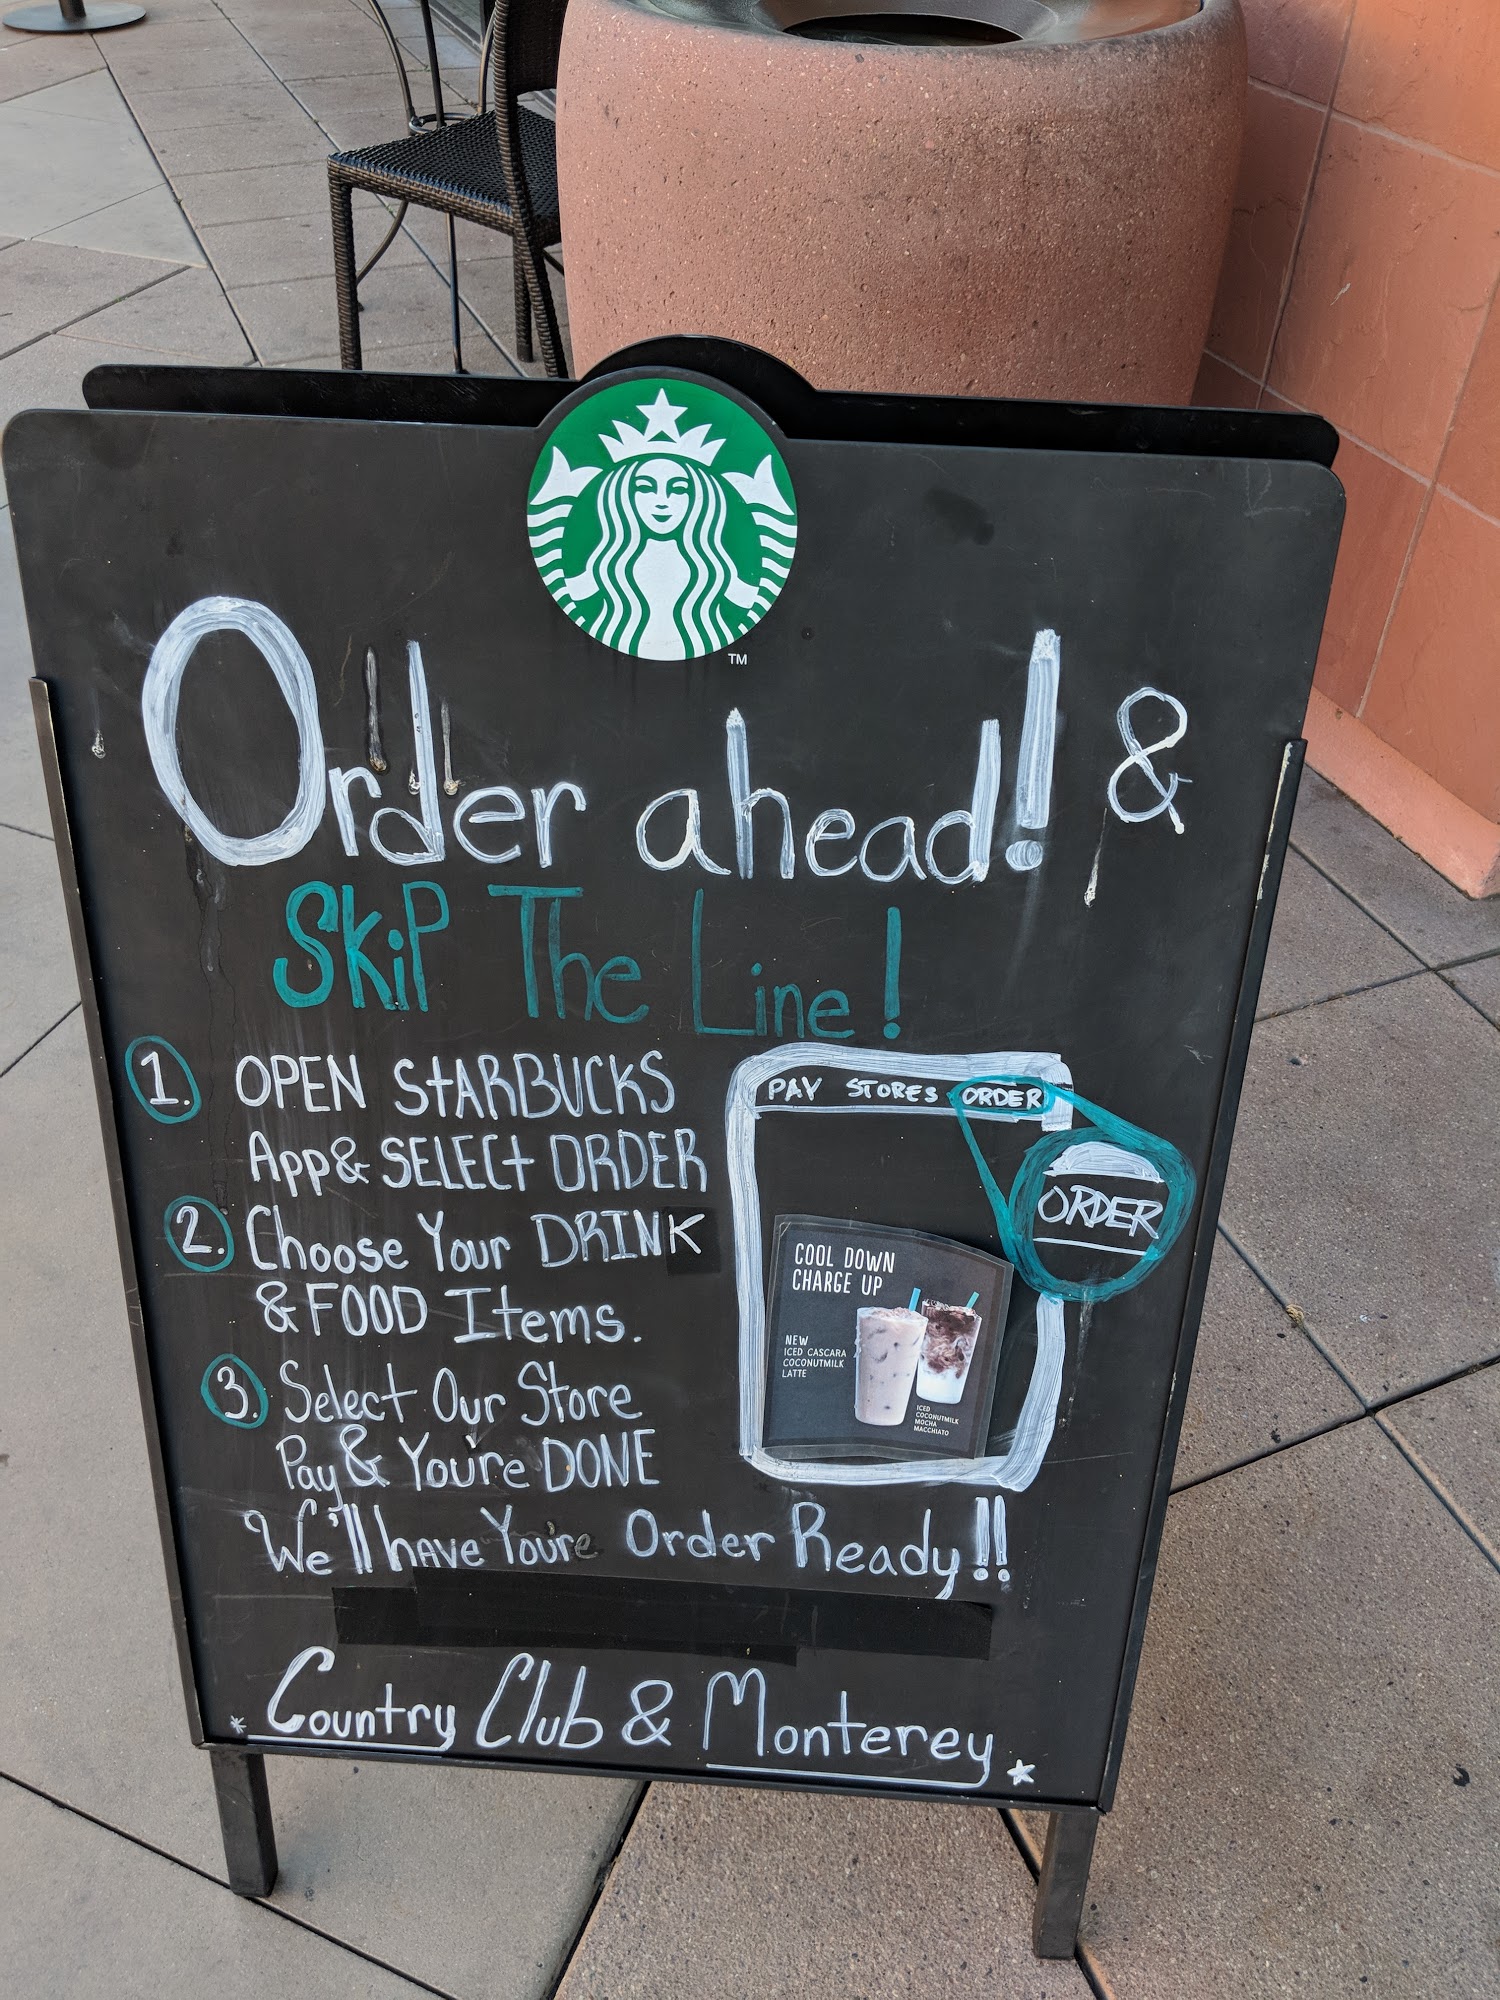 TM
Order ahead! &
SKiP The Line!
1. OPEN STARBUCKS
App & SELECT ORDER
2. Choose Your DRINK
& FOOD Items.
3. Select Our Store
Pay & You're DONE
We'll have You're Order Ready!!
PAY STORES ORDER
ORDER
COOL DOWN
CHARGE UP
NEW
ICED CASCARA
COCONUTMILK
LATTE
ICED
COCONUTMILK
MOCHA
MACCHIATO
* Country Club & Monterey *